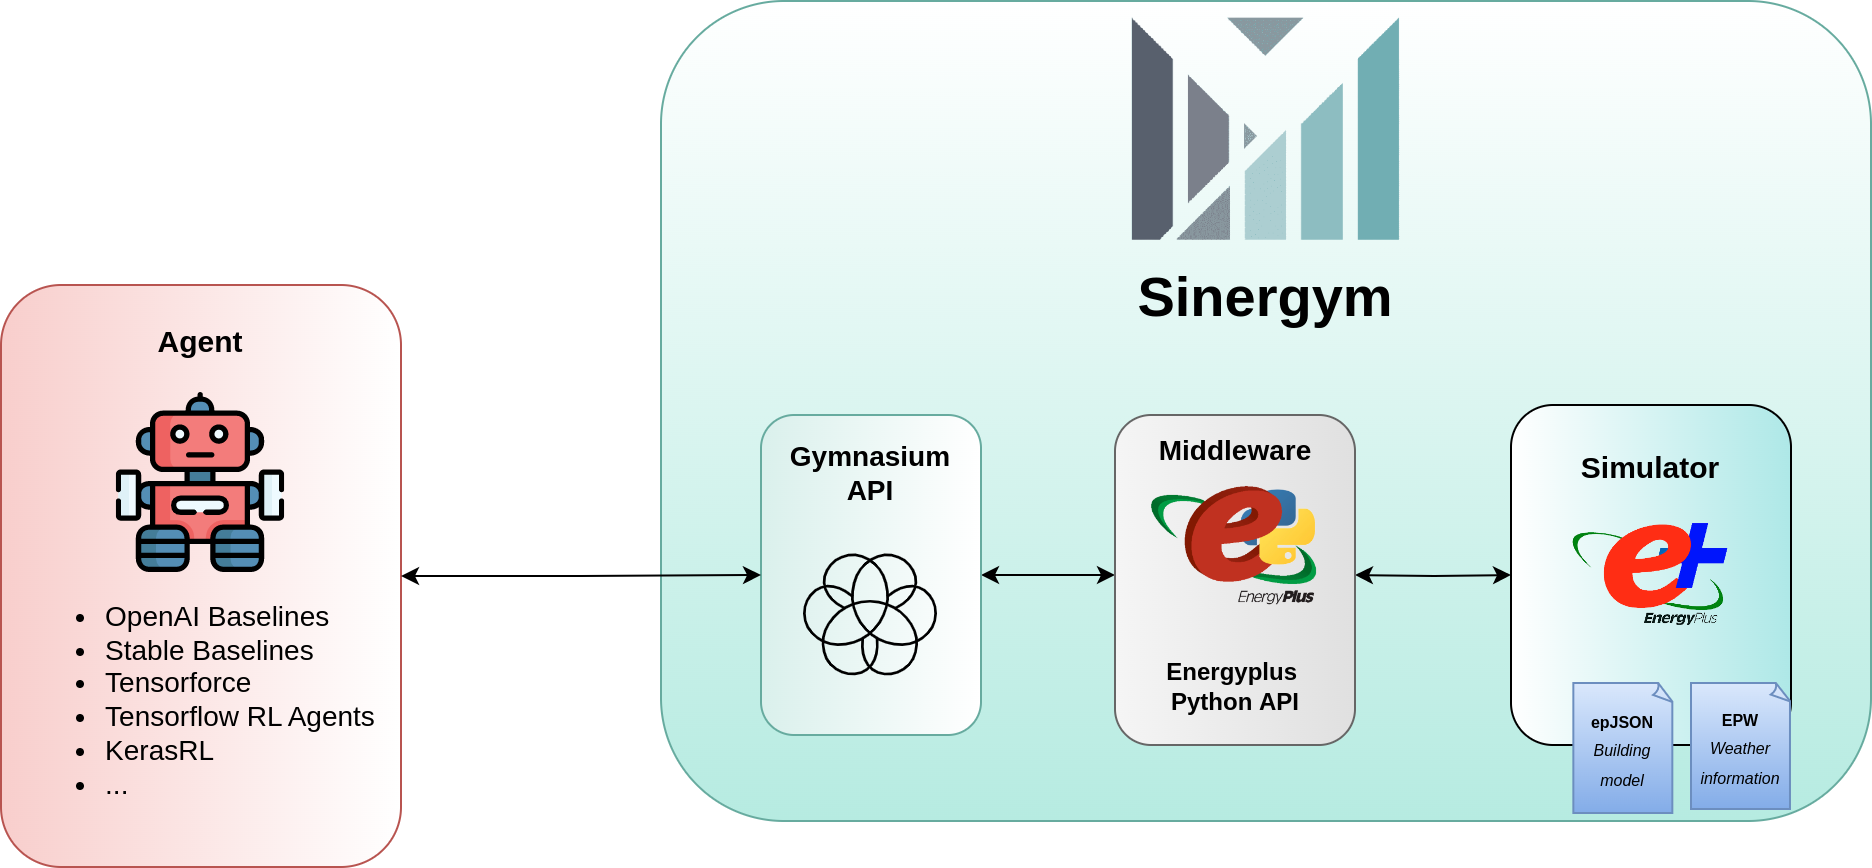 Sinergym
Agent
• OpenAI Baselines
• Stable Baselines
• Tensorforce
• Tensorflow RL Agents
• KerasRL
• ...
Gymnasium
API
Middleware
EnergyPlus
Energyplus
Python API
Simulator
EnergyPlus
epJSON
Building
model
EPW
Weather
information